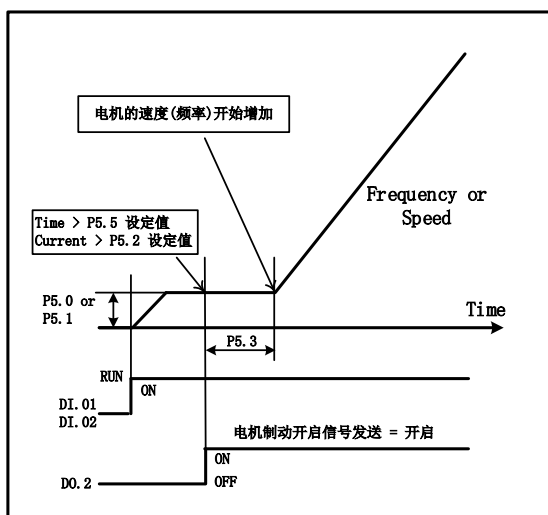 电机的速度(频率)开始增加
Frequency or
Speed
Time > P5.5 设定值
Current > P5.2 设定值
P5.0 or
P5.1
Time
P5.3
RUN
ON
DI.01
DI.02
电机制动开启信号发送 = 开启
ON
DO.2
OFF